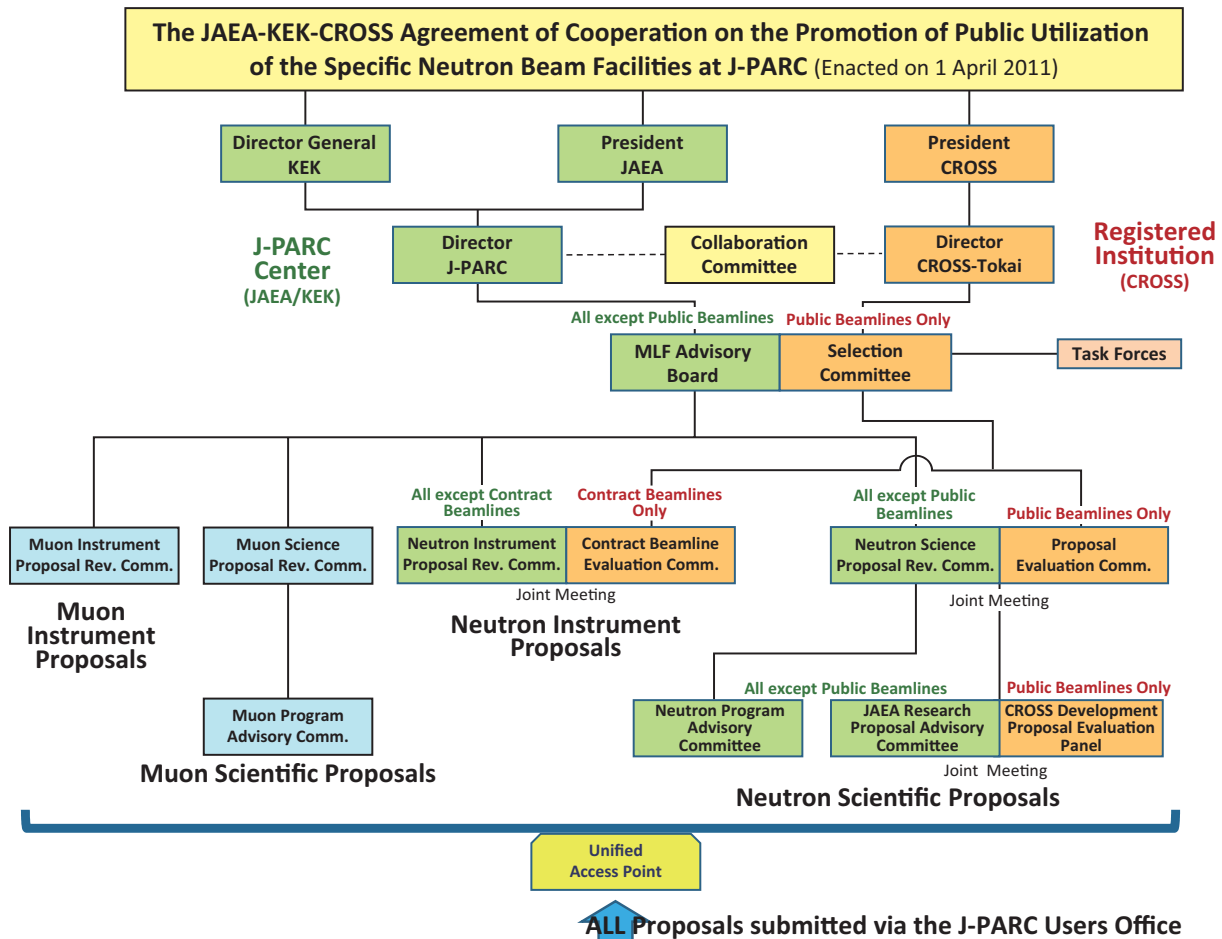 The JAEA-KEK-CROSS Agreement of Cooperation on the Promotion of Public Utilization
of the Specific Neutron Beam Facilities at J-PARC (Enacted on 1 April 2011)
Director General
KEK
President
JAEA
President
CROSS
J-PARC
Center
(JAEA/KEK)
Director
J-PARC
Collaboration
Committee
Director
CROSS-Tokai
Registered
Institution
(CROSS)
All except Public Beamlines
Public Beamlines Only
MLF Advisory
Board
Selection
Committee
Task Forces
All except Contract
Beamlines
Contract Beamlines
Only
All except Public
Beamlines
Public Beamlines Only
Muon Instrument
Proposal Rev. Comm.
Muon Science
Proposal Rev. Comm.
Neutron Instrument
Proposal Rev. Comm.
Contract Beamline
Evaluation Comm.
Neutron Science
Proposal Rev. Comm.
Proposal
Evaluation Comm.
Joint Meeting
Joint Meeting
Muon
Instrument
Proposals
Neutron Instrument
Proposals
All except Public Beamlines
Public Beamlines Only
Muon Program
Advisory Comm.
Neutron Program
Advisory
Committee
JAEA Research
Proposal Advisory
Committee
CROSS Development
Proposal Evaluation
Panel
Joint Meeting
Muon Scientific Proposals
Neutron Scientific Proposals
Unified
Access Point
ALL Proposals submitted via the J-PARC Users Office